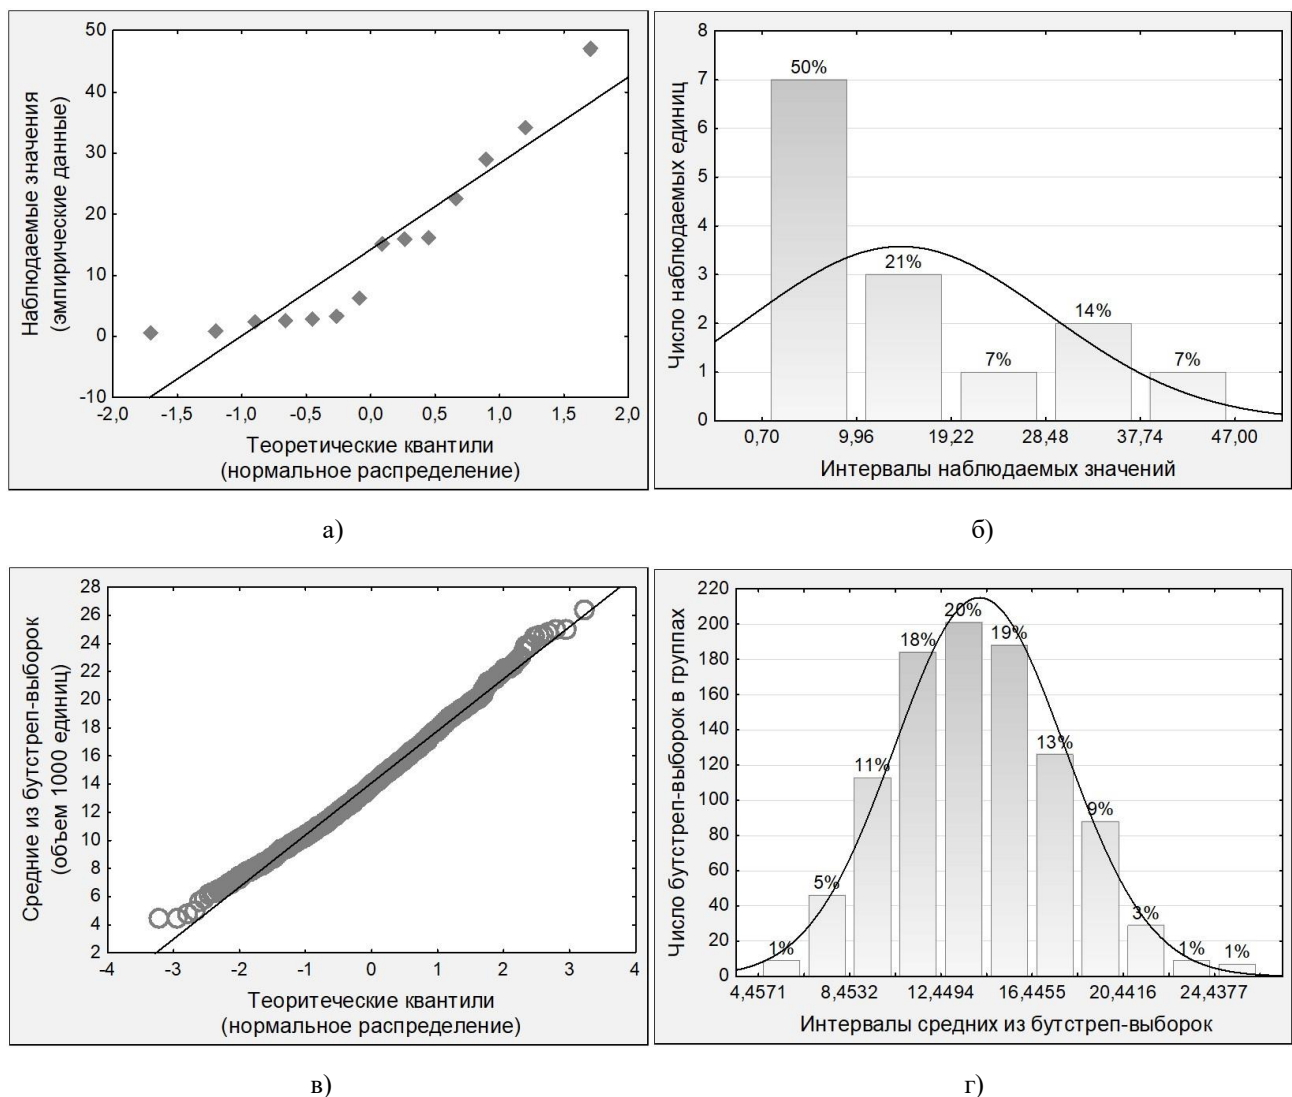 50
40
30
20
10
0
-10
Наблюдаемые значения
(эмпирические данные)
-2,0 -1,5 -1,0 -0,5 0,0 0,5 1,0 1,5 2,0
Теоретические квантили
(нормальное распределение)
а)
8
7
6
5
4
3
2
1
0
Число наблюдаемых единиц
50%
21%
7%
14%
7%
0,70 9,96 19,22 28,48 37,74 47,00
Интервалы наблюдаемых значений
б)
28
26
24
22
20
18
16
14
12
10
8
6
4
2
Средние из бутстреп-выборок
(объем 1000 единиц)
-4 -3 -2 -1 0 1 2 3 4
Теоритеческие квантили
(нормальное распределение)
в)
220
200
180
160
140
120
100
80
60
40
20
0
Число бутстреп-выборок в группах
1%
5%
11%
18%
20%
19%
13%
9%
3%
1%
1%
4,4571 8,4532 12,4494 16,4455 20,4416 24,4377
Интервалы средних из бутстреп-выборок
г)